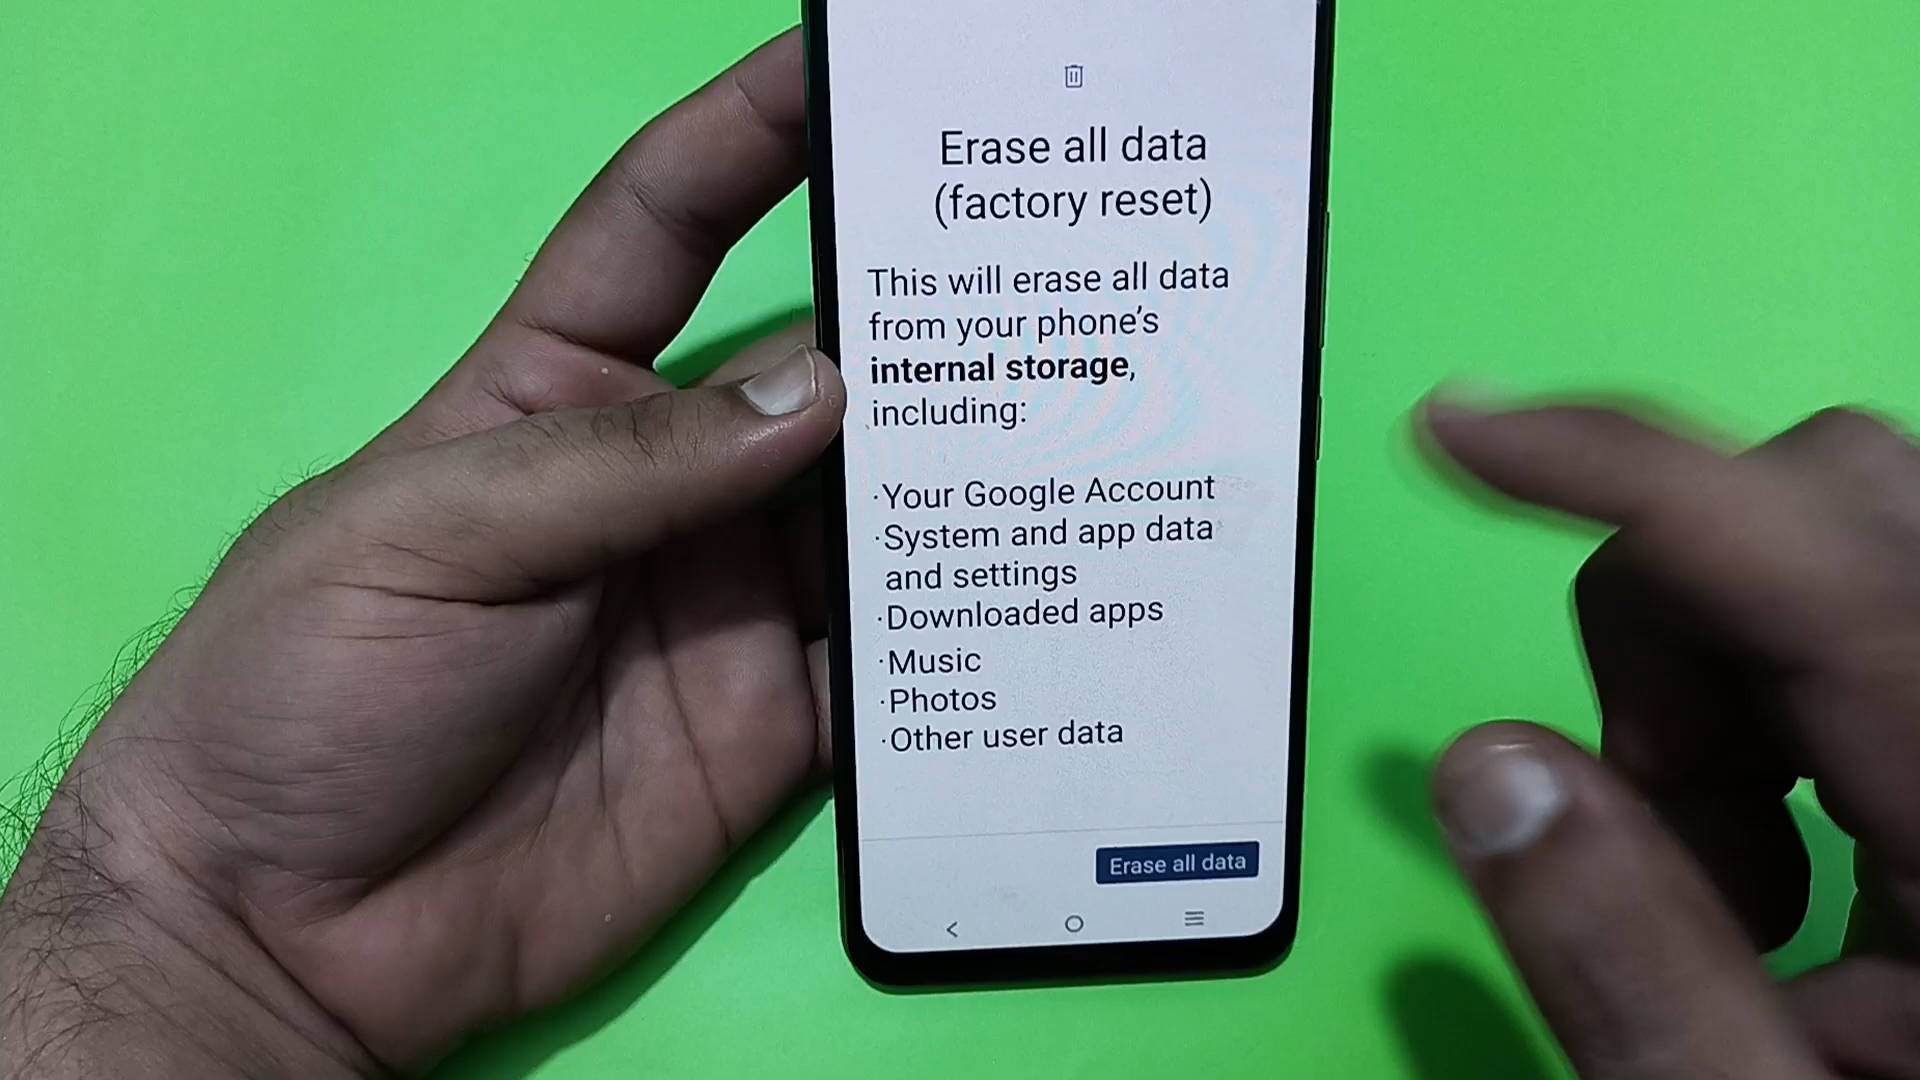 Erase all data
(factory reset)
This will erase all data
from your phone's
internal storage,
including:
·Your Google Account
·System and app data
and settings
·Downloaded apps
·Music
·Photos
·Other user data
Erase all data